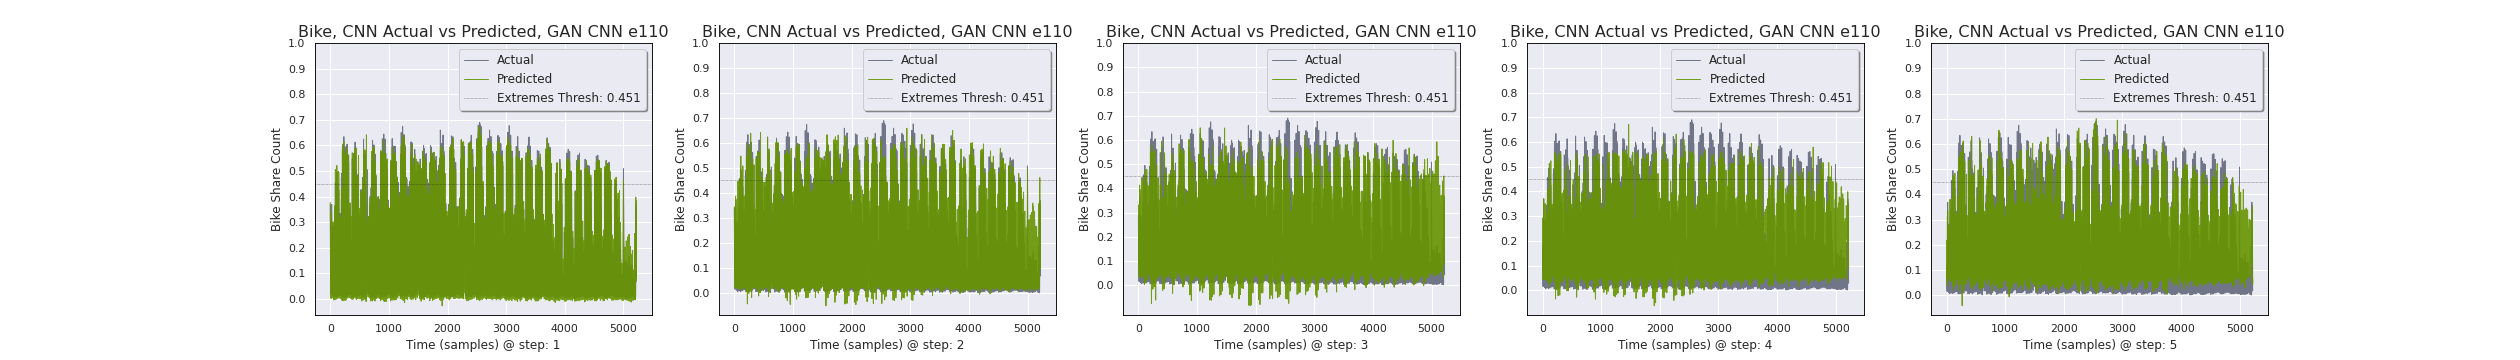 Bike, CNN Actual vs Predicted, GAN CNN e110
1.0
0.9
0.8
0.7
0.6
0.5
0.4
0.3
0.2
0.1
0.0
Bike Share Count
Actual
Predicted
Extremes Thresh: 0.451
0 1000 2000 3000 4000 5000
Time (samples) @ step: 1
Bike, CNN Actual vs Predicted, GAN CNN e110
1.0
0.9
0.8
0.7
0.6
0.5
0.4
0.3
0.2
0.1
0.0
Bike Share Count
Actual
Predicted
Extremes Thresh: 0.451
0 1000 2000 3000 4000 5000
Time (samples) @ step: 2
Bike, CNN Actual vs Predicted, GAN CNN e110
1.0
0.9
0.8
0.7
0.6
0.5
0.4
0.3
0.2
0.1
0.0
Bike Share Count
Actual
Predicted
Extremes Thresh: 0.451
0 1000 2000 3000 4000 5000
Time (samples) @ step: 3
Bike, CNN Actual vs Predicted, GAN CNN e110
1.0
0.9
0.8
0.7
0.6
0.5
0.4
0.3
0.2
0.1
0.0
Bike Share Count
Actual
Predicted
Extremes Thresh: 0.451
0 1000 2000 3000 4000 5000
Time (samples) @ step: 4
Bike, CNN Actual vs Predicted, GAN CNN e110
1.0
0.9
0.8
0.7
0.6
0.5
0.4
0.3
0.2
0.1
0.0
Bike Share Count
Actual
Predicted
Extremes Thresh: 0.451
0 1000 2000 3000 4000 5000
Time (samples) @ step: 5